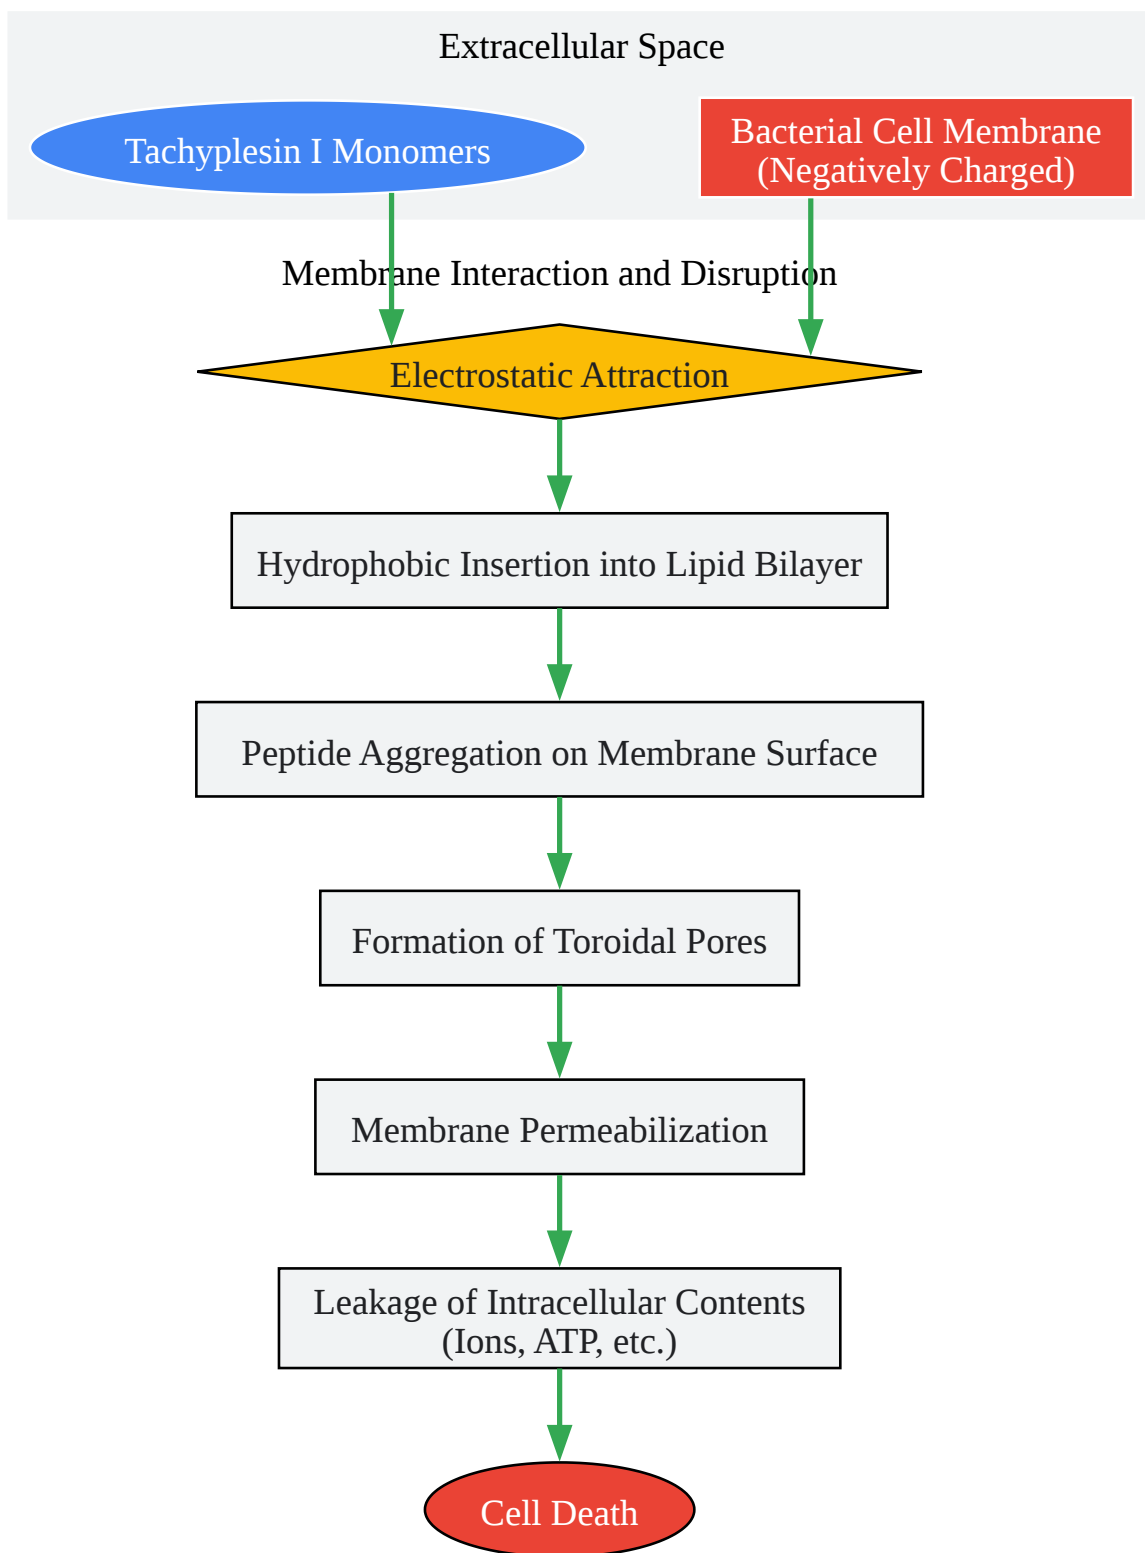 Extracellular Space
Tachyplesin I Monomers
Bacterial Cell Membrane
(Negatively Charged)
Membrane Interaction and Disruption
Electrostatic Attraction
Hydrophobic Insertion into Lipid Bilayer
Peptide Aggregation on Membrane Surface
Formation of Toroidal Pores
Membrane Permeabilization
Leakage of Intracellular Contents
(Ions, ATP, etc.)
Cell Death